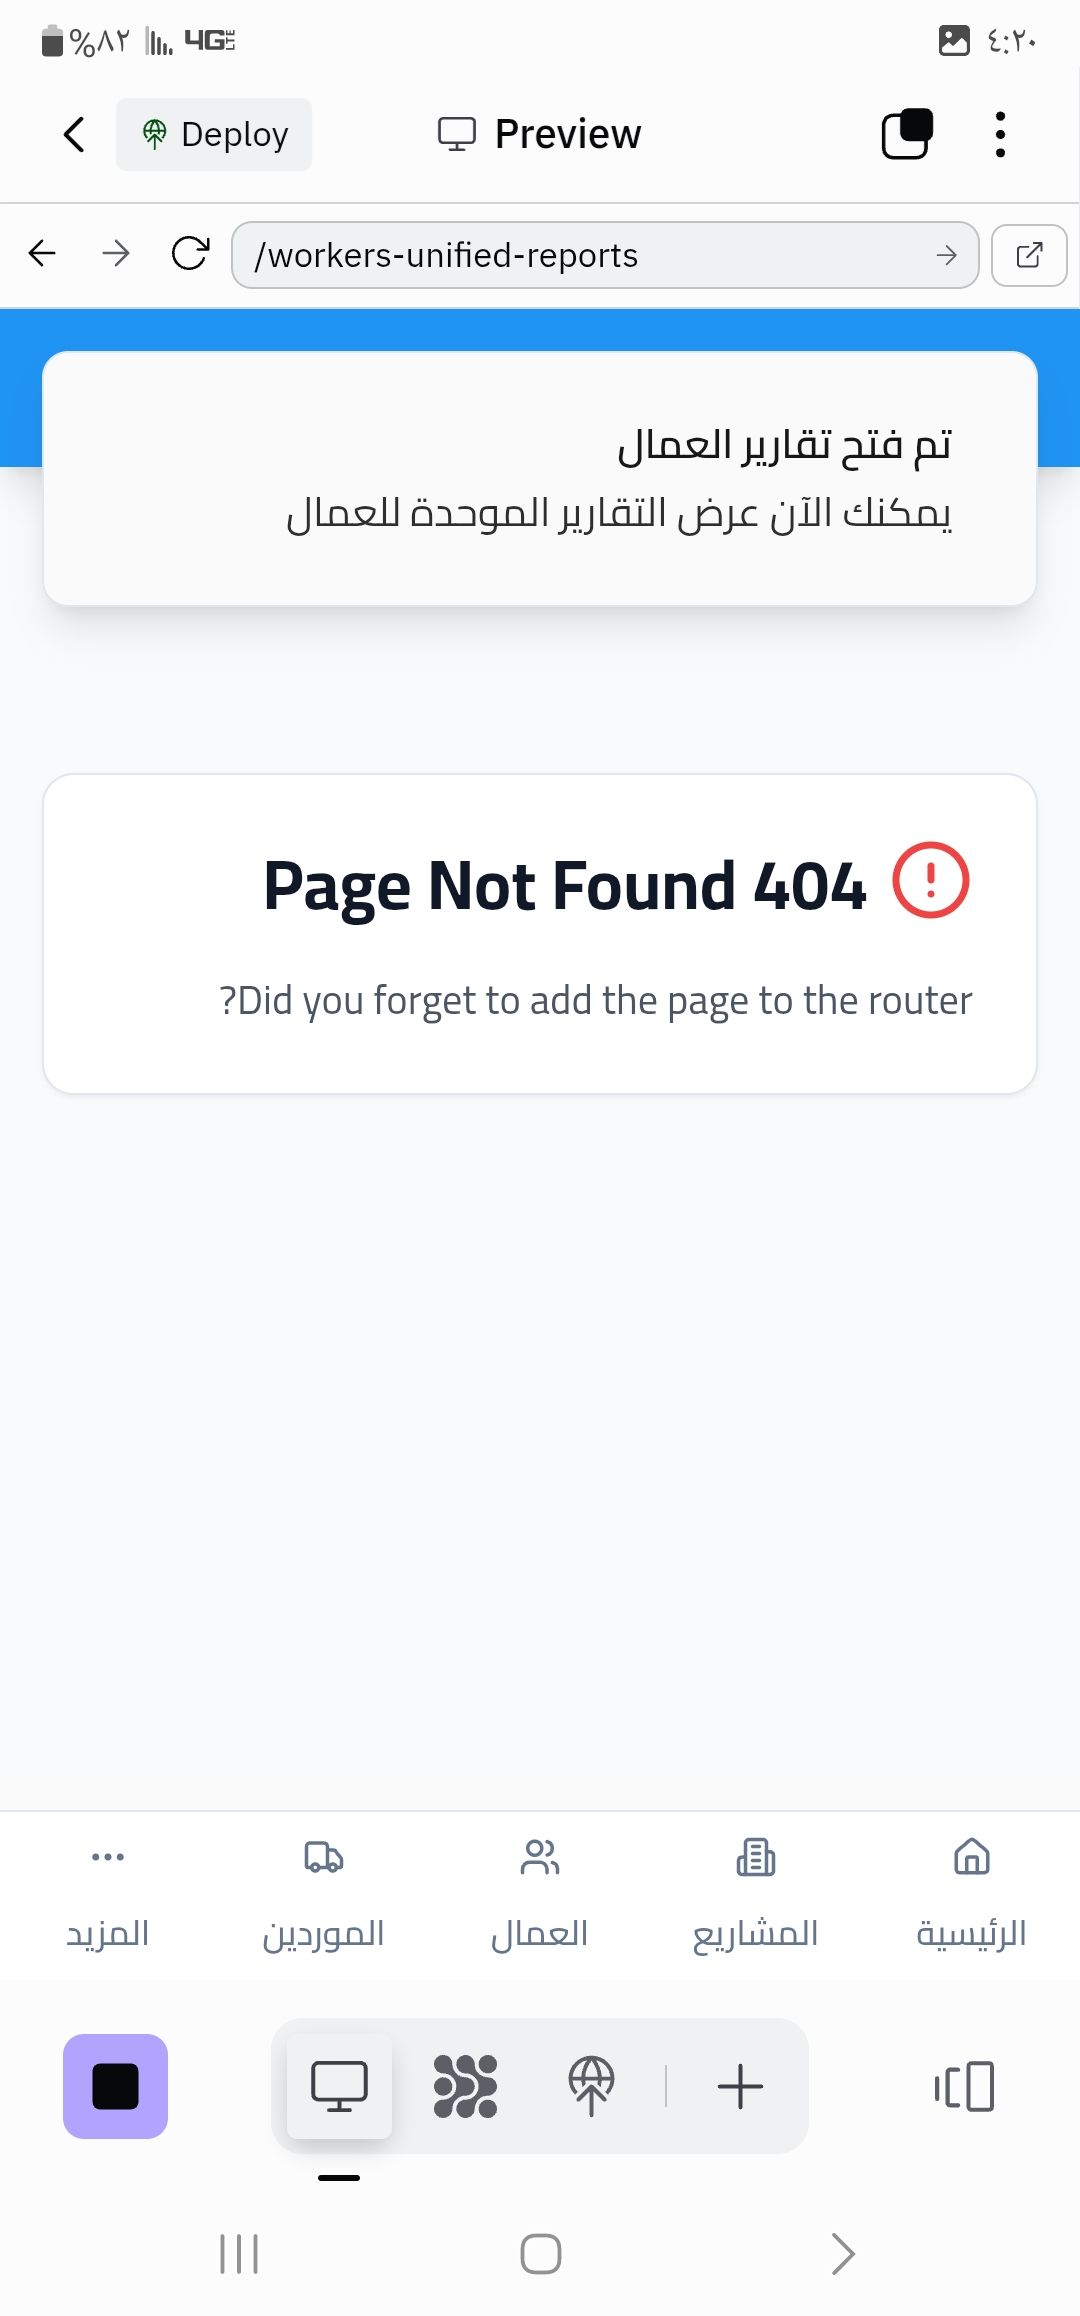 %٨٢ 4G LTE ٤:٢٠
Deploy Preview
/workers-unified-reports
تم فتح تقارير العمال
يمكنك الآن عرض التقارير الموحدة للعمال
Page Not Found 404
?Did you forget to add the page to the router
الرئيسية المشاريع العمال الموردين المزيد